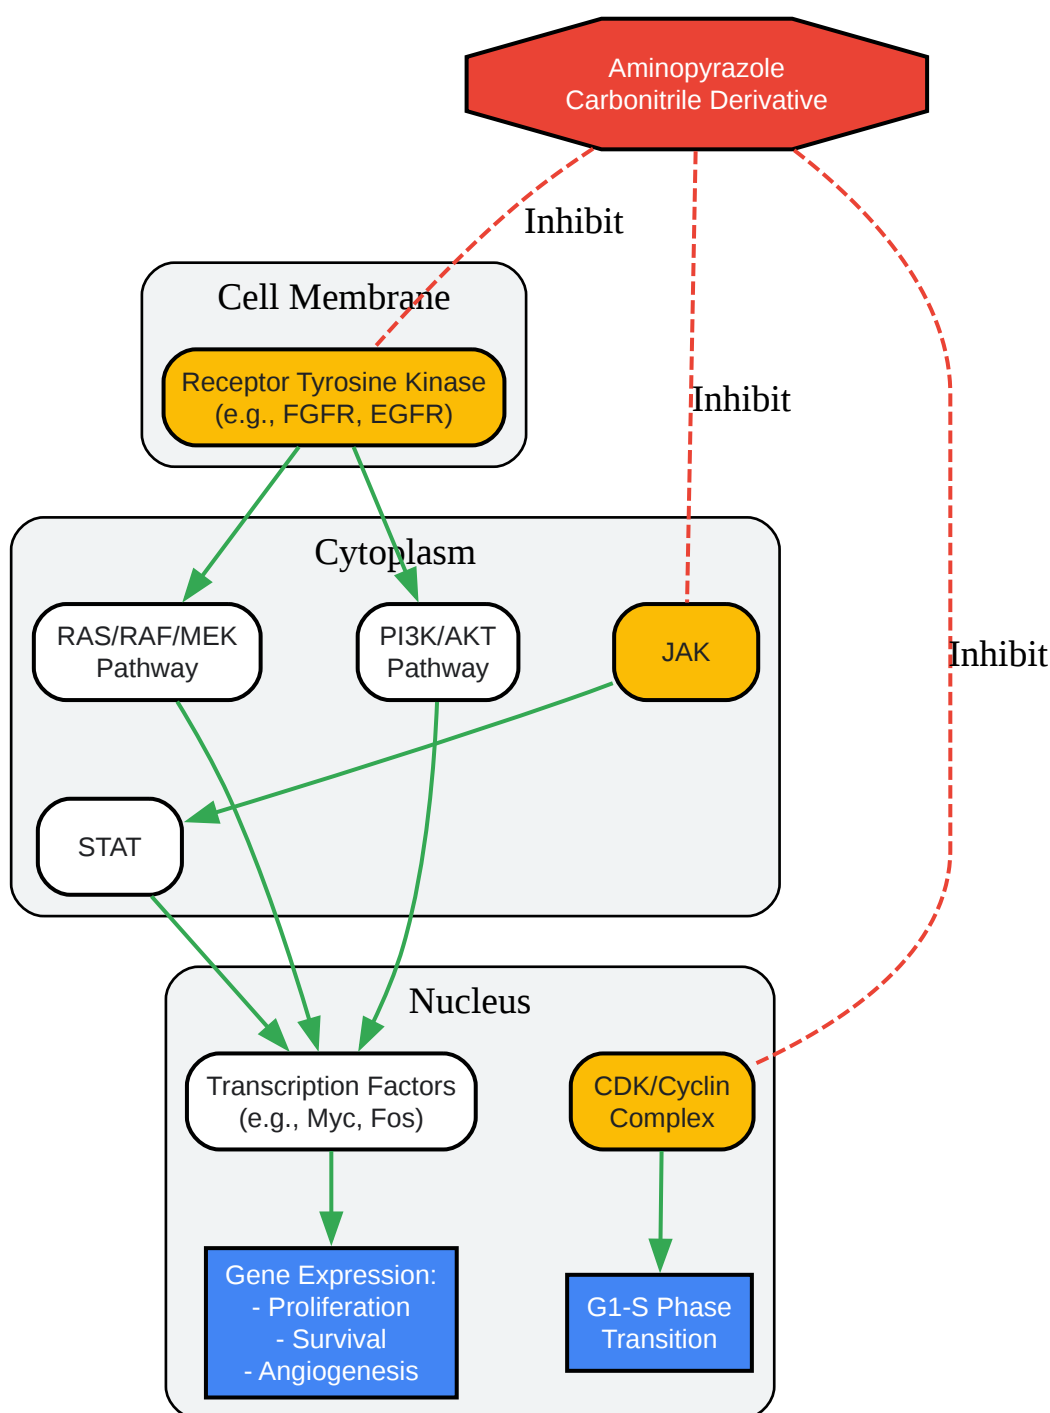 Aminopyrazole
Carbonitrile Derivative
Inhibit
Cell Membrane
Receptor Tyrosine Kinase
(e.g., FGFR, EGFR)
Inhibit
Cytoplasm
RAS/RAF/MEK
Pathway
PI3K/AKT
Pathway
JAK
Inhibit
STAT
Nucleus
Transcription Factors
(e.g., Myc, Fos)
CDK/Cyclin
Complex
Gene Expression:
- Proliferation
- Survival
- Angiogenesis
G1-S Phase
Transition